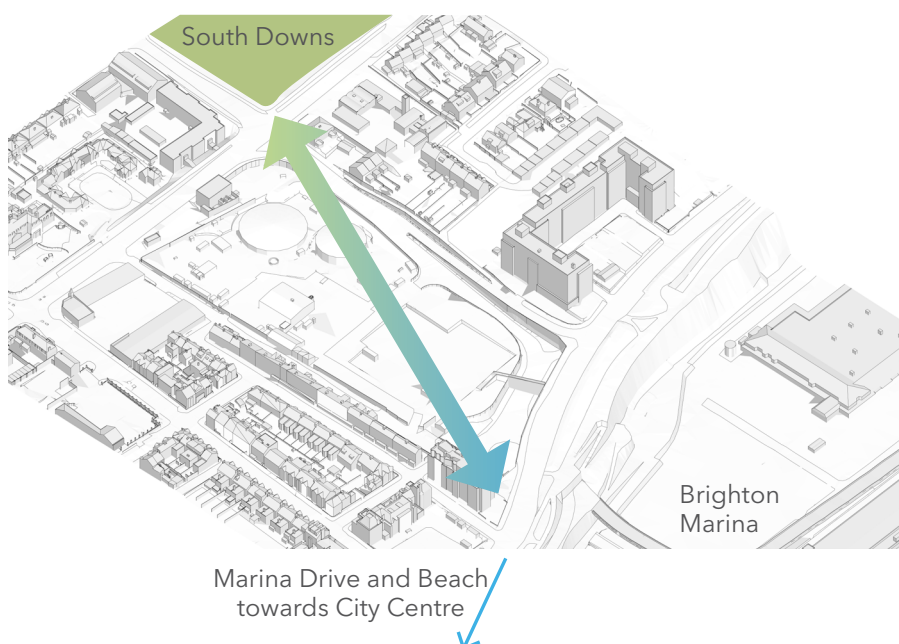 South Downs
Brighton
Marina
Marina Drive and Beach
towards City Centre